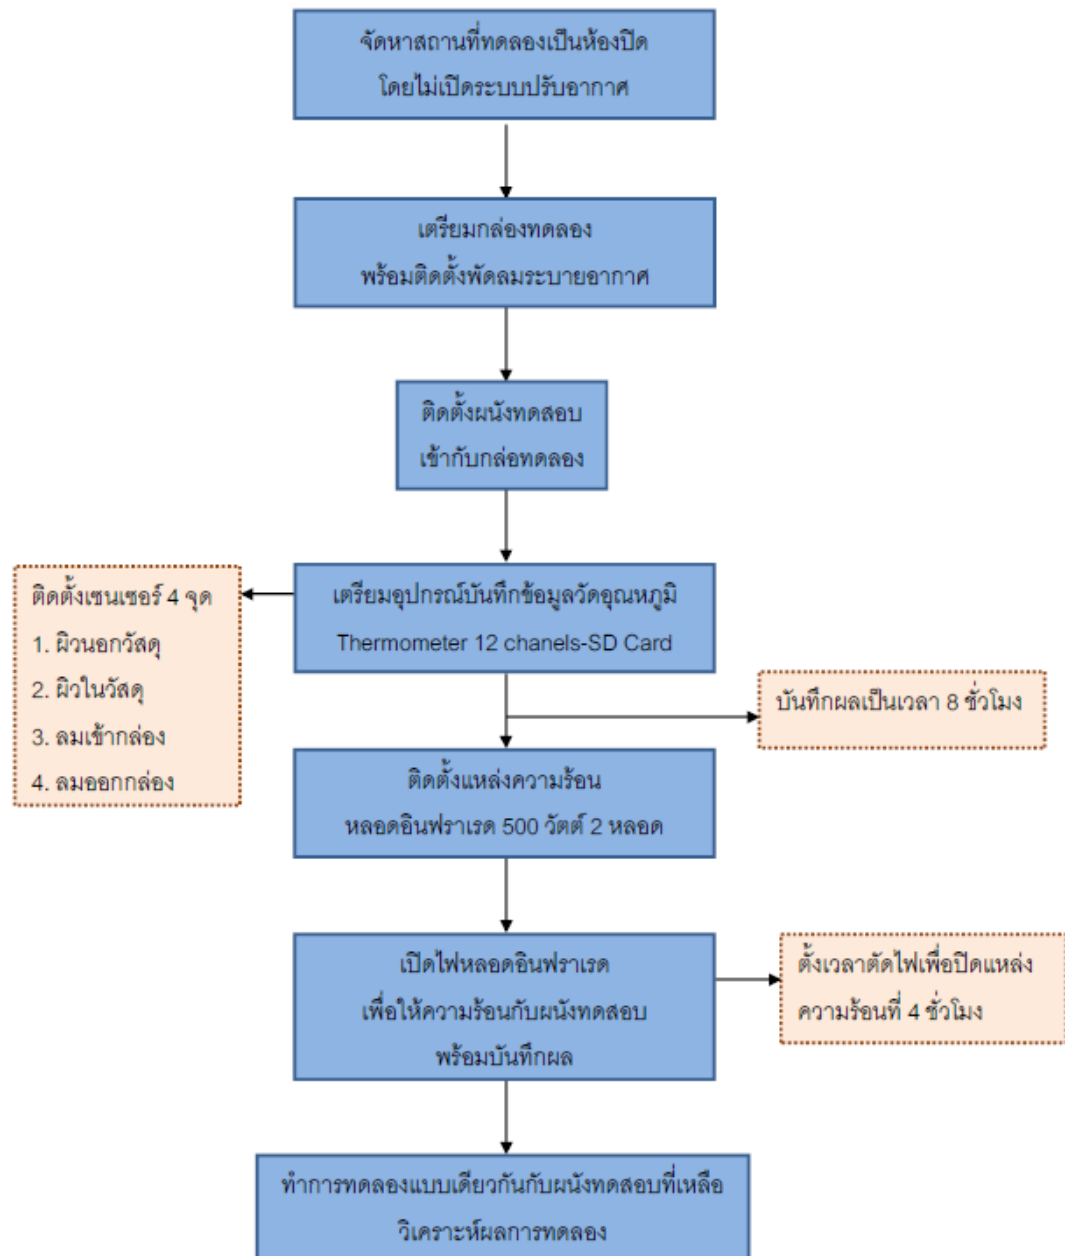 จัดหาสถานที่ทดลองเป็นห้องปิด
โดยไม่เปิดระบบปรับอากาศ
เตรียมกล่องทดลอง
พร้อมติดตั้งพัดลมระบายอากาศ
ติดตั้งผนังทดสอบ
เข้ากับกล่อทดลอง
เตรียมอุปกรณ์บันทึกข้อมูลวัดอุณหภูมิ
Thermometer 12 chanels-SD Card
ติดตั้งเซนเซอร์ 4 จุด
1. ผิวนอกวัสดุ
2. ผิวในวัสดุ
3. ลมเข้ากล่อง
4. ลมออกกล่อง
บันทึกผลเป็นเวลา 8 ชั่วโมง
ติดตั้งแหล่งความร้อน
หลอดอินฟราเรด 500 วัตต์ 2 หลอด
เปิดไฟหลอดอินฟราเรด
เพื่อให้ความร้อนกับผนังทดสอบ
พร้อมบันทึกผล
ตั้งเวลาตัดไฟเพื่อปิดแหล่ง
ความร้อนที่ 4 ชั่วโมง
ทำการทดลองแบบเดียวกันกับผนังทดสอบที่เหลือ
วิเคราะห์ผลการทดลอง